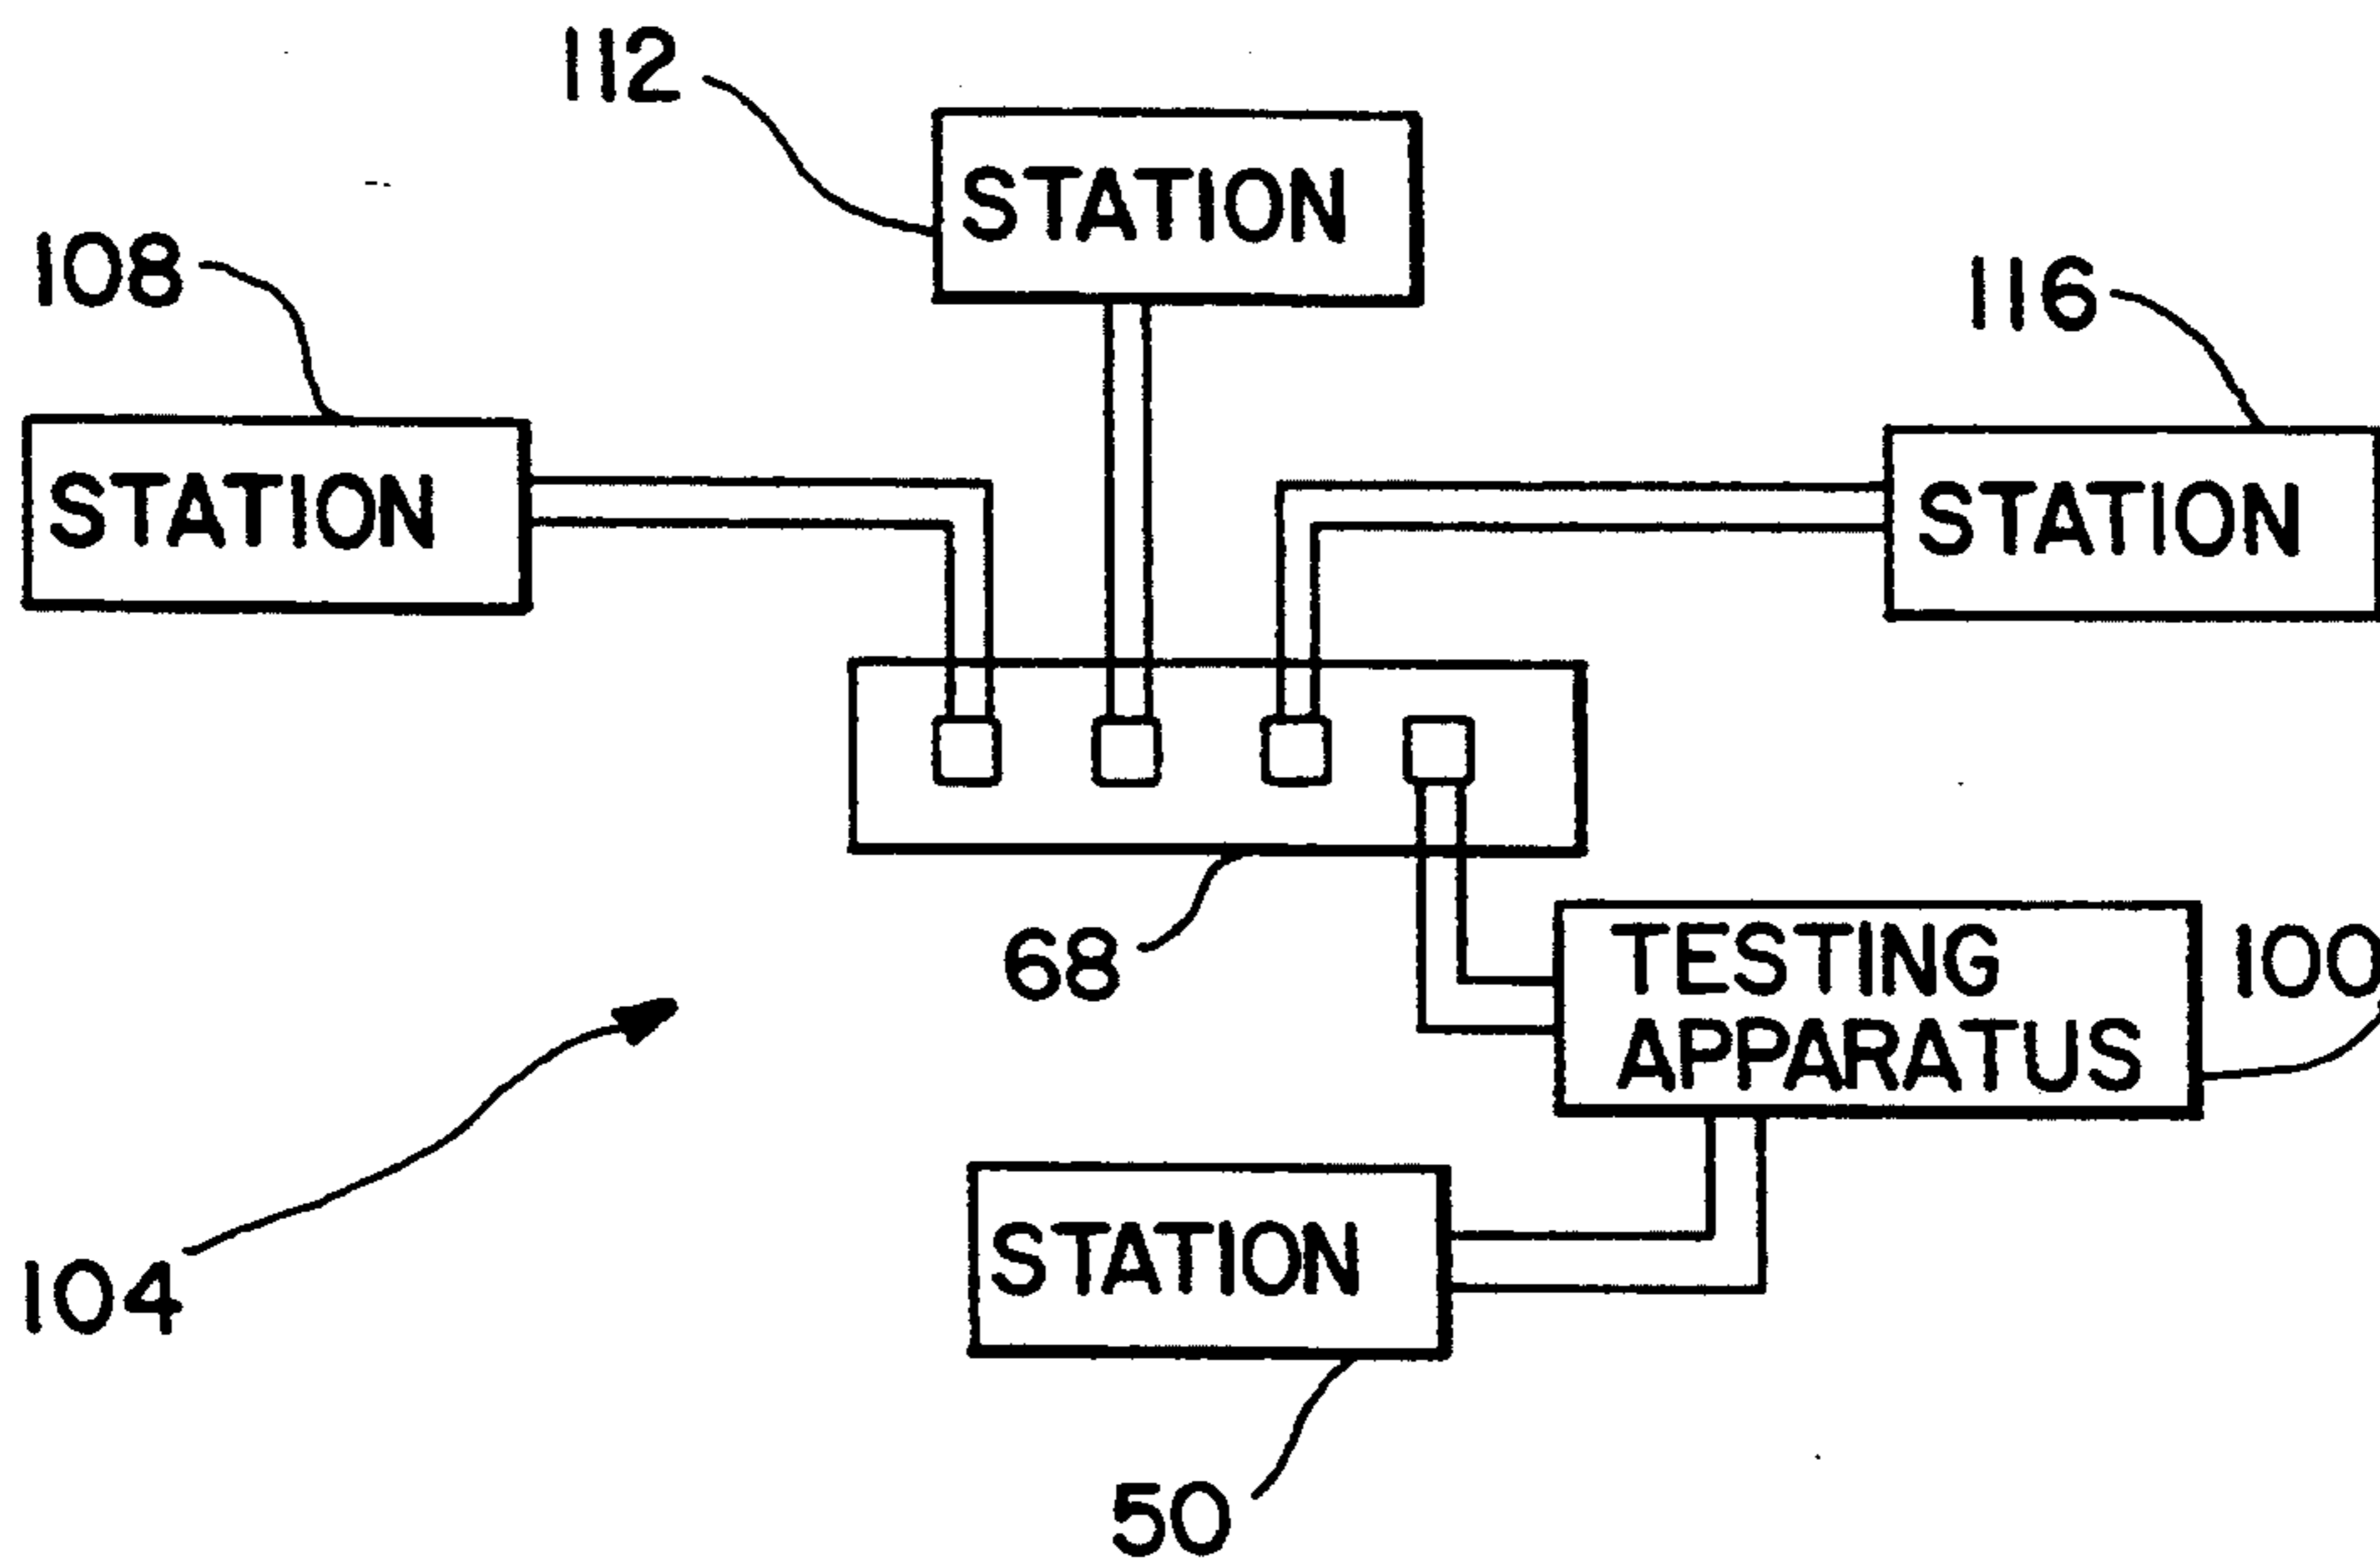 112
STATION
108
116
STATION
STATION
68
TESTING
APPARATUS
100
STATION
104
50